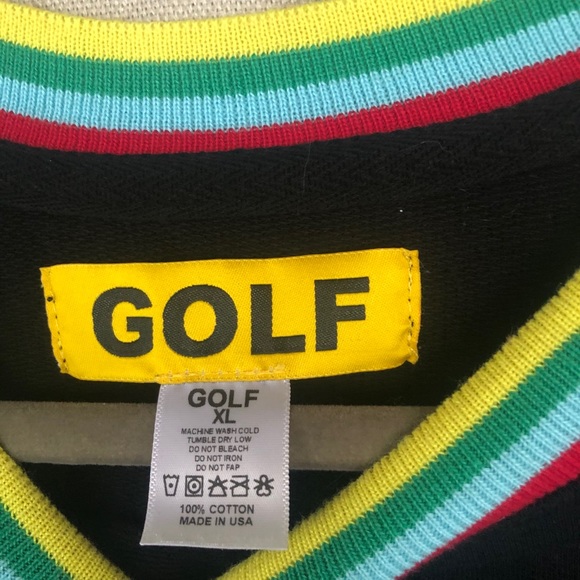 GOLF
GOLF
XL
MACHINE WASH COLD
TUMBLE DRY LOW
DO NOT BLEACH
DO NOT IRON
DO NOT FAP
100% COTTON
MADE IN USA